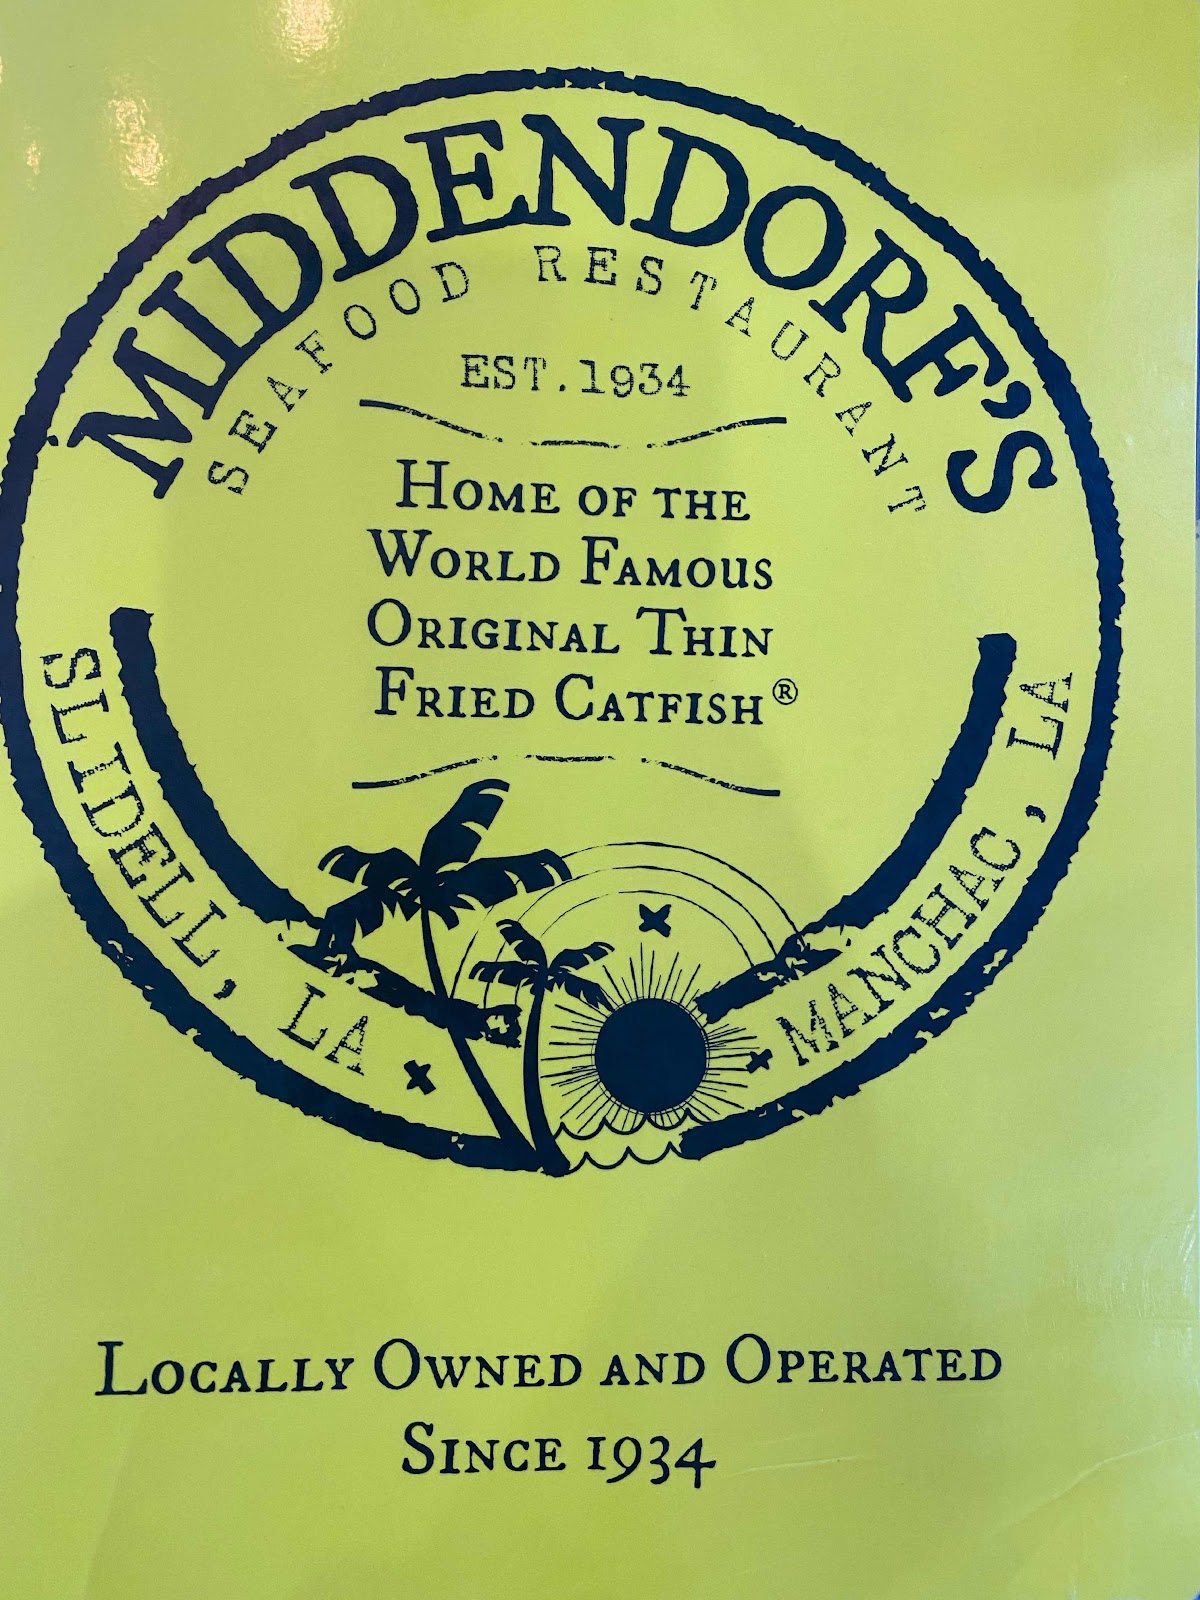 MIDDENDORF'S
SEAFOOD RESTAURANT
EST.1934
HOME OF THE
WORLD FAMOUS
ORIGINAL THIN
FRIED CATFISH®
SLIDELL, LA
MANCHAC, LA
LOCALLY OWNED AND OPERATED
SINCE 1934